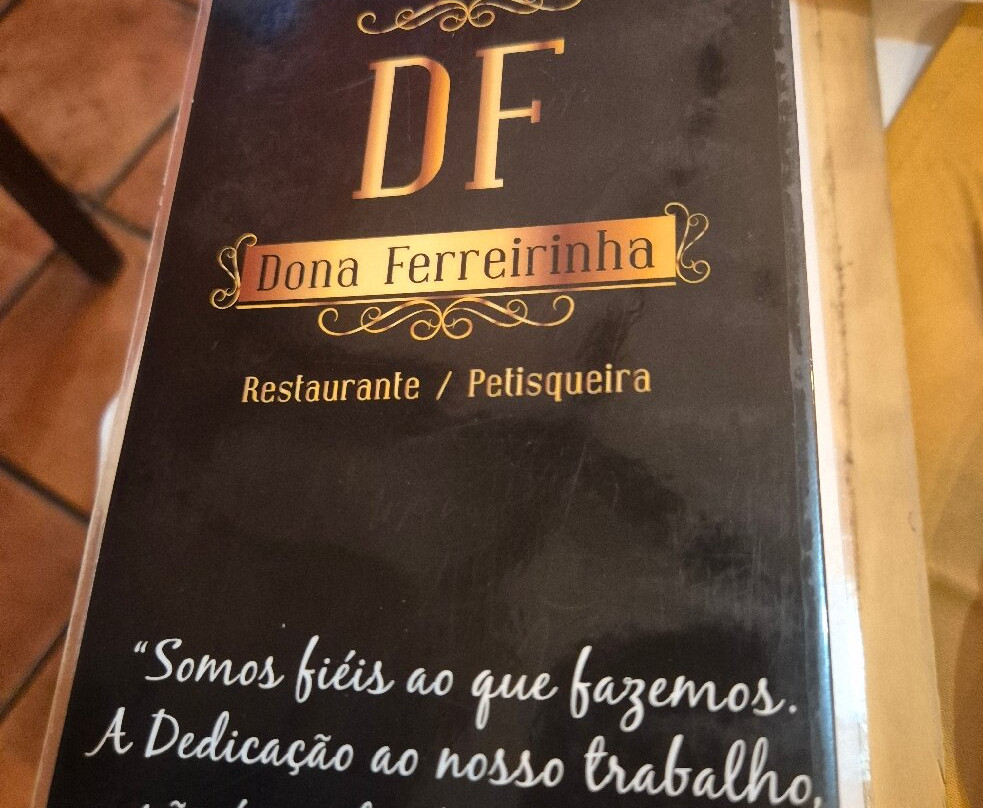 DF
Dona Ferreirinha
Restaurante / Petisqueira
“Somos fiéis ao que fazemos.
A Dedicação ao nosso trabalho,